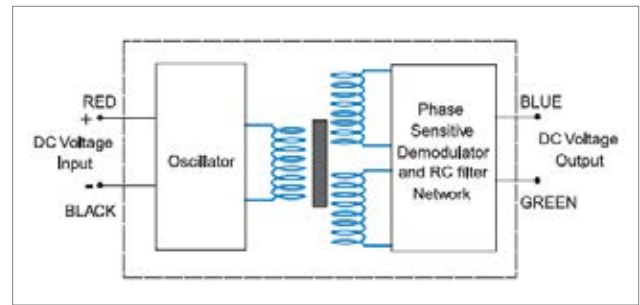 RED
+
DC Voltage
Input
-
BLACK
Oscillator
Phase
Sensitive
Demodulator
and RC filter
Network
BLUE
DC Voltage
Output
GREEN